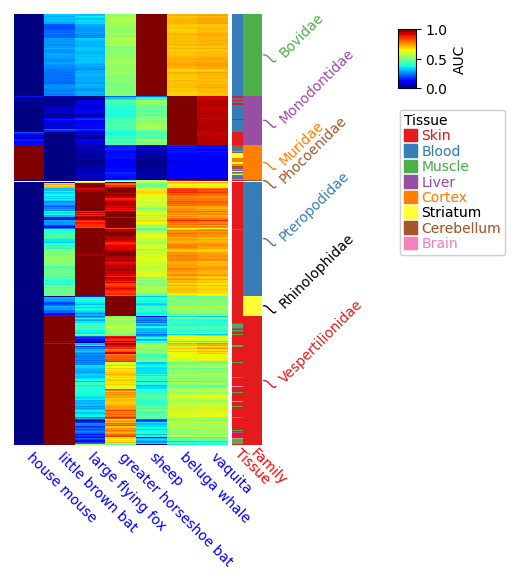 Bovidae
Monodontidae
Muridae
Phocoenidae
Pteropodidae
Rhinolophidae
Vespertilionidae
1.0
0.5
0.0
AUC
Tissue
Skin
Blood
Muscle
Liver
Cortex
Striatum
Cerebellum
Brain
house mouse
little brown bat
large flying fox
greater horseshoe bat
sheep
beluga whale
vaquita
Tissue
Family